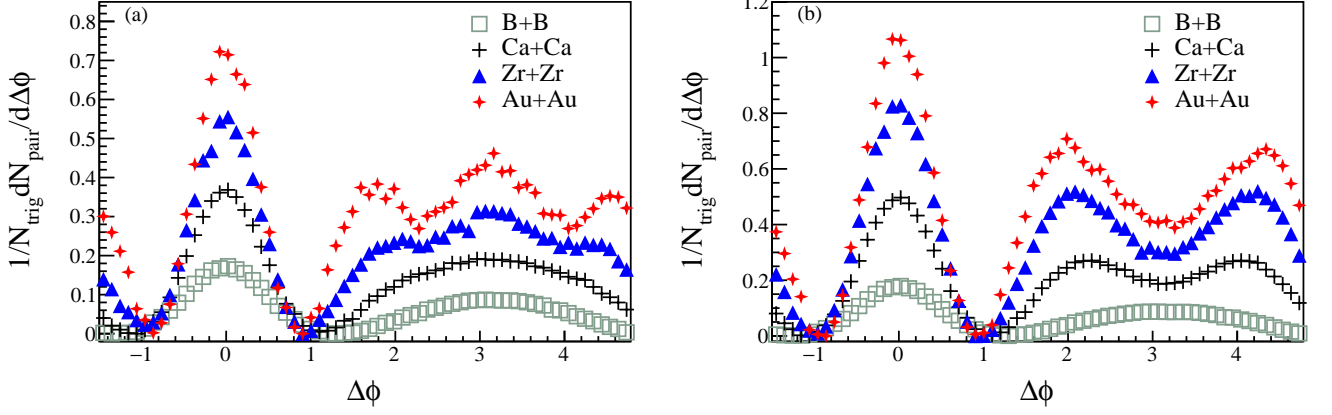 (a)
B+B
Ca+Ca
Zr+Zr
Au+Au
0.8
0.7
0.6
0.5
0.4
0.3
0.2
0.1
0
1/N_trig dN_pair/dΔϕ
−1 0 1 2 3 4
Δϕ
(b)
B+B
Ca+Ca
Zr+Zr
Au+Au
1.2
1
0.8
0.6
0.4
0.2
0
1/N_trig dN_pair/dΔϕ
−1 0 1 2 3 4
Δϕ